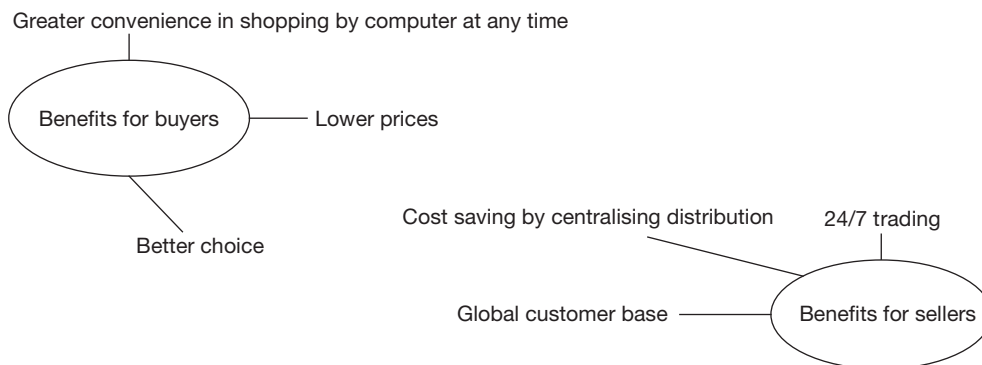 Greater convenience in shopping by computer at any time
Benefits for buyers
Lower prices
Better choice
Cost saving by centralising distribution
24/7 trading
Global customer base
Benefits for sellers